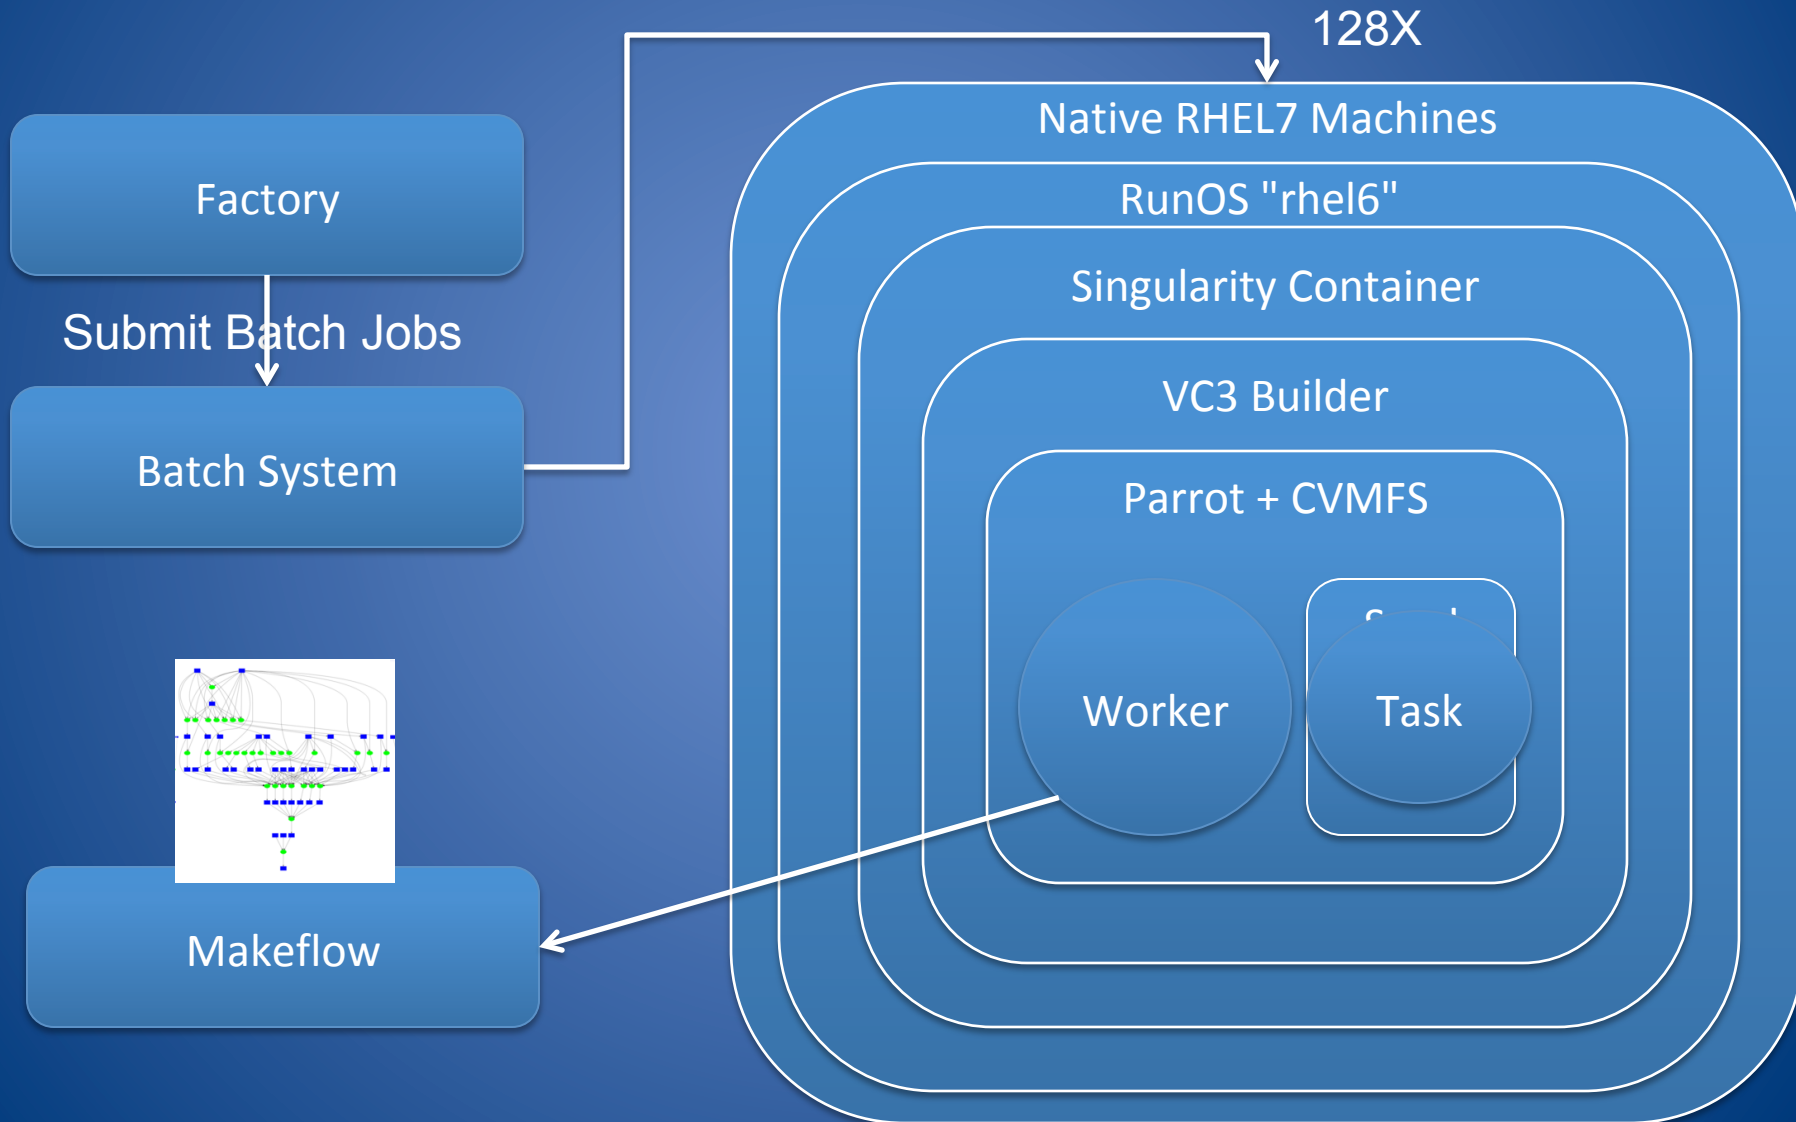 128X
Native RHEL7 Machines
Factory
RunOS "rhel6"
Singularity Container
Submit Batch Jobs
VC3 Builder
Batch System
Parrot + CVMFS
Worker
Task
Makeflow